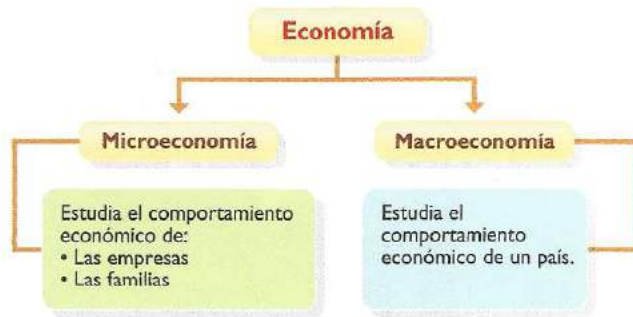 Economía
Microeconomía
Macroeconomía
Estudia el comportamiento
económico de:
• Las empresas
• Las familias
Estudia el
comportamiento
económico de un país.